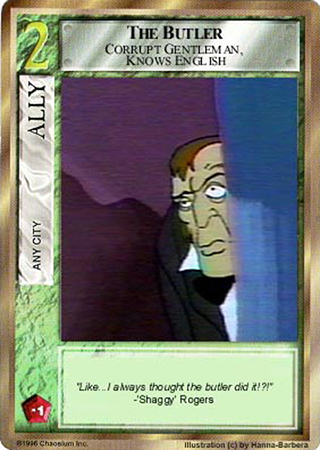 2
THE BUTLER
CORRUPT GENTLEMAN,
KNOWS ENGLISH
ALLY
ANY CITY
"Like...I always thought the butler did it!?!"
-'Shaggy' Rogers
-1
©1996 Chaosium Inc.
Illustration (c) by Hanna-Barbera